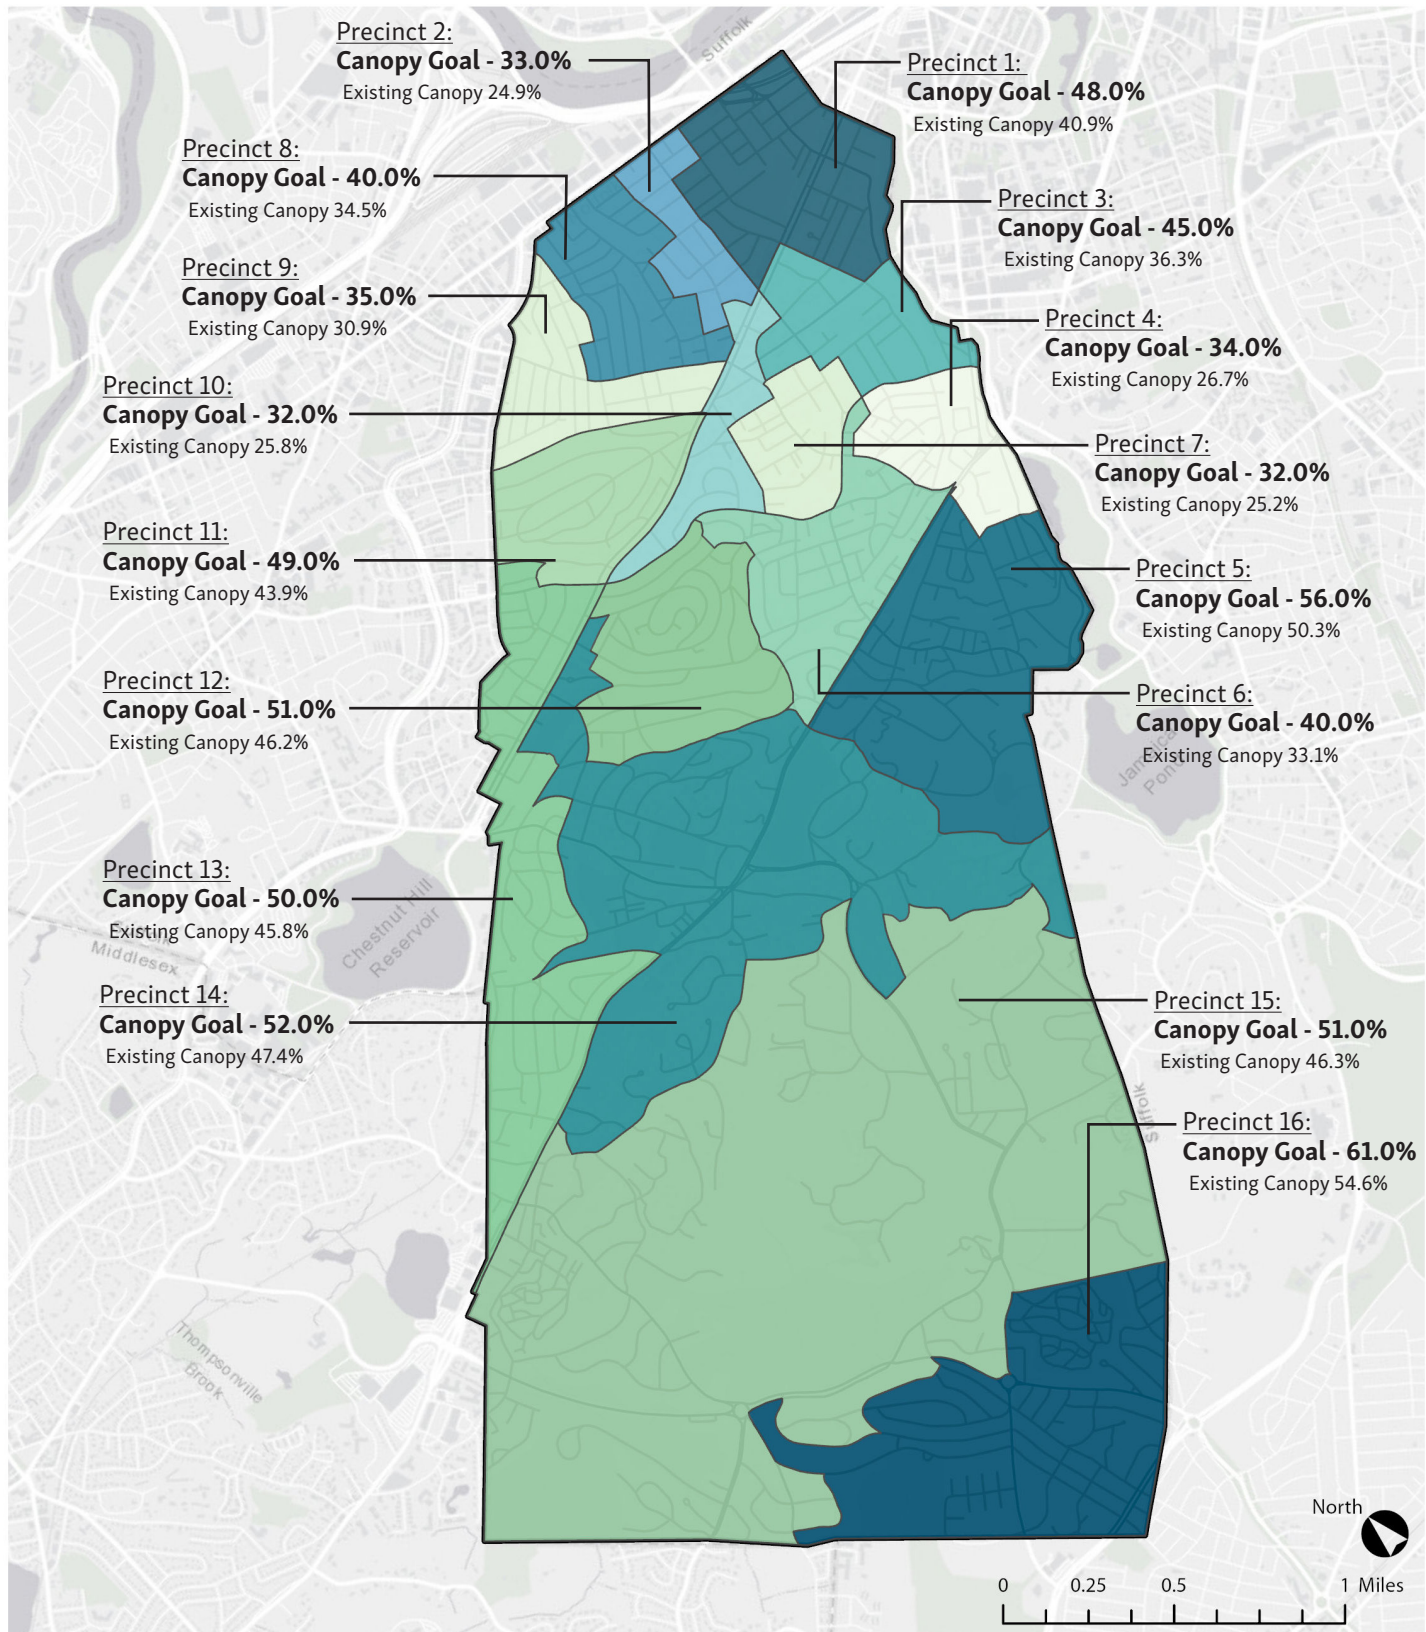 Precinct 2:
Canopy Goal - 33.0%
Existing Canopy 24.9%
Suffolk
Precinct 1:
Canopy Goal - 48.0%
Existing Canopy 40.9%
Precinct 8:
Canopy Goal - 40.0%
Existing Canopy 34.5%
Precinct 3:
Canopy Goal - 45.0%
Existing Canopy 36.3%
Precinct 9:
Canopy Goal - 35.0%
Existing Canopy 30.9%
Precinct 4:
Canopy Goal - 34.0%
Existing Canopy 26.7%
Precinct 10:
Canopy Goal - 32.0%
Existing Canopy 25.8%
Precinct 7:
Canopy Goal - 32.0%
Existing Canopy 25.2%
Precinct 11:
Canopy Goal - 49.0%
Existing Canopy 43.9%
Precinct 5:
Canopy Goal - 56.0%
Existing Canopy 50.3%
Precinct 12:
Canopy Goal - 51.0%
Existing Canopy 46.2%
Precinct 6:
Canopy Goal - 40.0%
Existing Canopy 33.1%
Jamaica
Pond
Precinct 13:
Canopy Goal - 50.0%
Existing Canopy 45.8%
Chestnut Hill
Reservoir
Middlesex
Precinct 14:
Canopy Goal - 52.0%
Existing Canopy 47.4%
Precinct 15:
Canopy Goal - 51.0%
Existing Canopy 46.3%
Suffolk
Precinct 16:
Canopy Goal - 61.0%
Existing Canopy 54.6%
Thompsonville
Brook
North
0 0.25 0.5 1 Miles